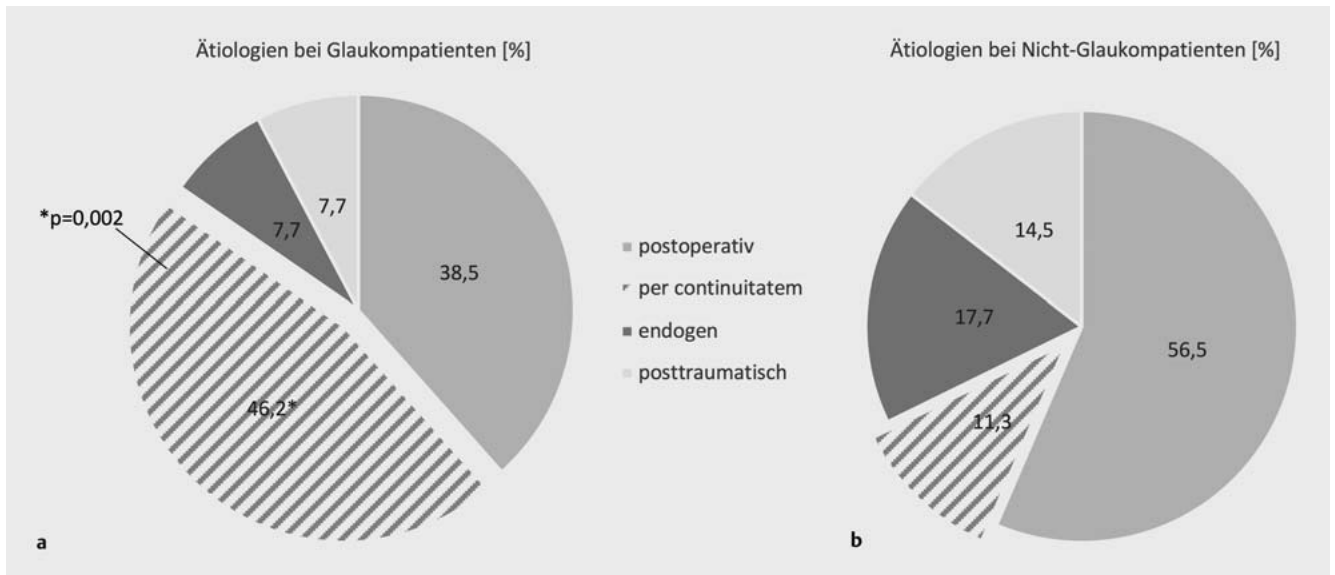 Ätiologien bei Glaukompatienten [%]
*p=0,002
7,7
7,7
38,5
46,2*
a
postoperativ
per continuitatem
endogen
posttraumatisch
Ätiologien bei Nicht-Glaukompatienten [%]
14,5
17,7
56,5
11,3
b